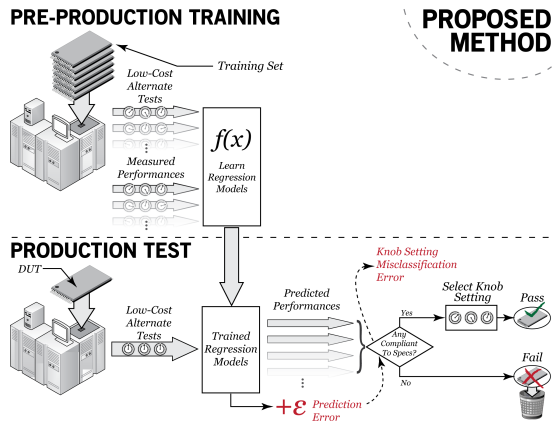 PRE-PRODUCTION TRAINING
PROPOSED
METHOD
Training Set
Low-Cost
Alternate
Tests
Measured
Performances
f(x)
Learn
Regression
Models
PRODUCTION TEST
DUT
Low-Cost
Alternate
Tests
Trained
Regression
Models
Predicted
Performances
Knob Setting
Misclassification
Error
Any
Compliant
To Specs?
Yes
No
Select Knob
Setting
Pass
Fail
+ε Prediction
Error